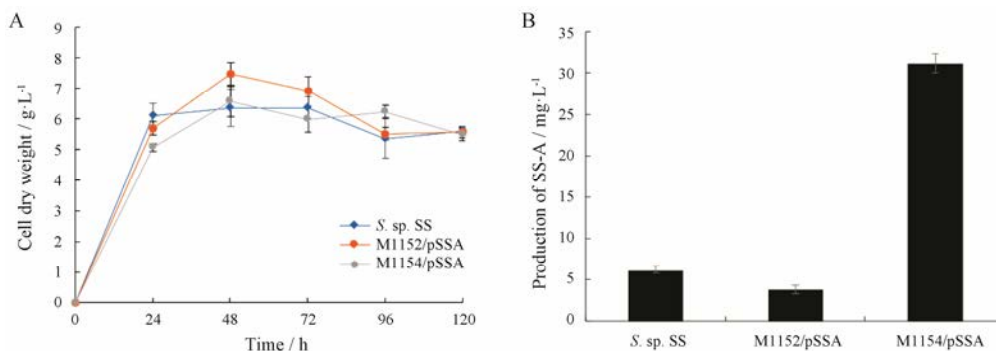 A
Cell dry weight / g·L⁻¹
9
8
7
6
5
4
3
2
1
0
0 24 48 72 96 120
Time / h
S. sp. SS
M1152/pSSA
M1154/pSSA
B
Production of SS-A / mg·L⁻¹
35
30
25
20
15
10
5
0
S. sp. SS M1152/pSSA M1154/pSSA